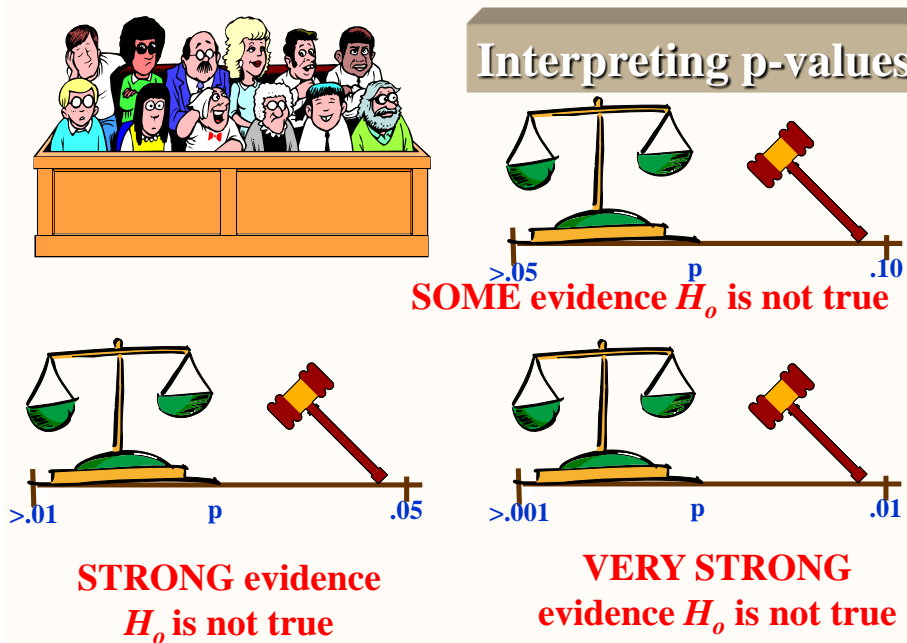 Interpreting p-values
>.05 p .10
SOME evidence Hₒ is not true
>.01 p .05
STRONG evidence
Hₒ is not true
>.001 p .01
VERY STRONG
evidence Hₒ is not true